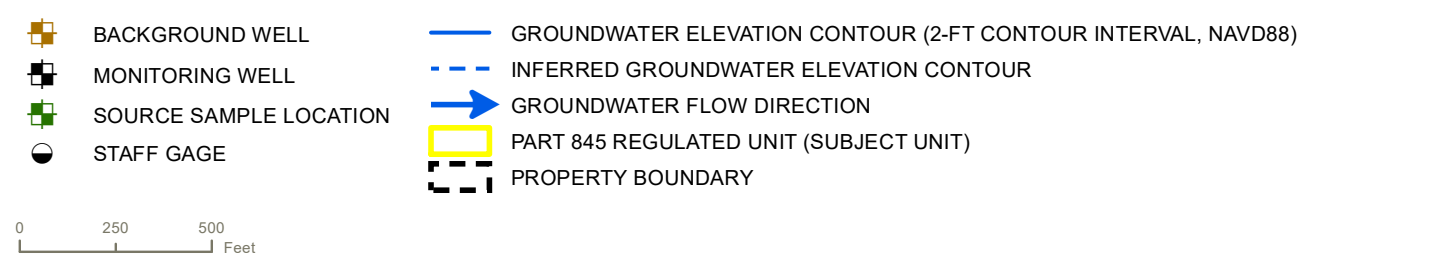 BACKGROUND WELL
MONITORING WELL
SOURCE SAMPLE LOCATION
STAFF GAGE
GROUNDWATER ELEVATION CONTOUR (2-FT CONTOUR INTERVAL, NAVD88)
INFERRED GROUNDWATER ELEVATION CONTOUR
GROUNDWATER FLOW DIRECTION
PART 845 REGULATED UNIT (SUBJECT UNIT)
PROPERTY BOUNDARY
0 250 500
Feet